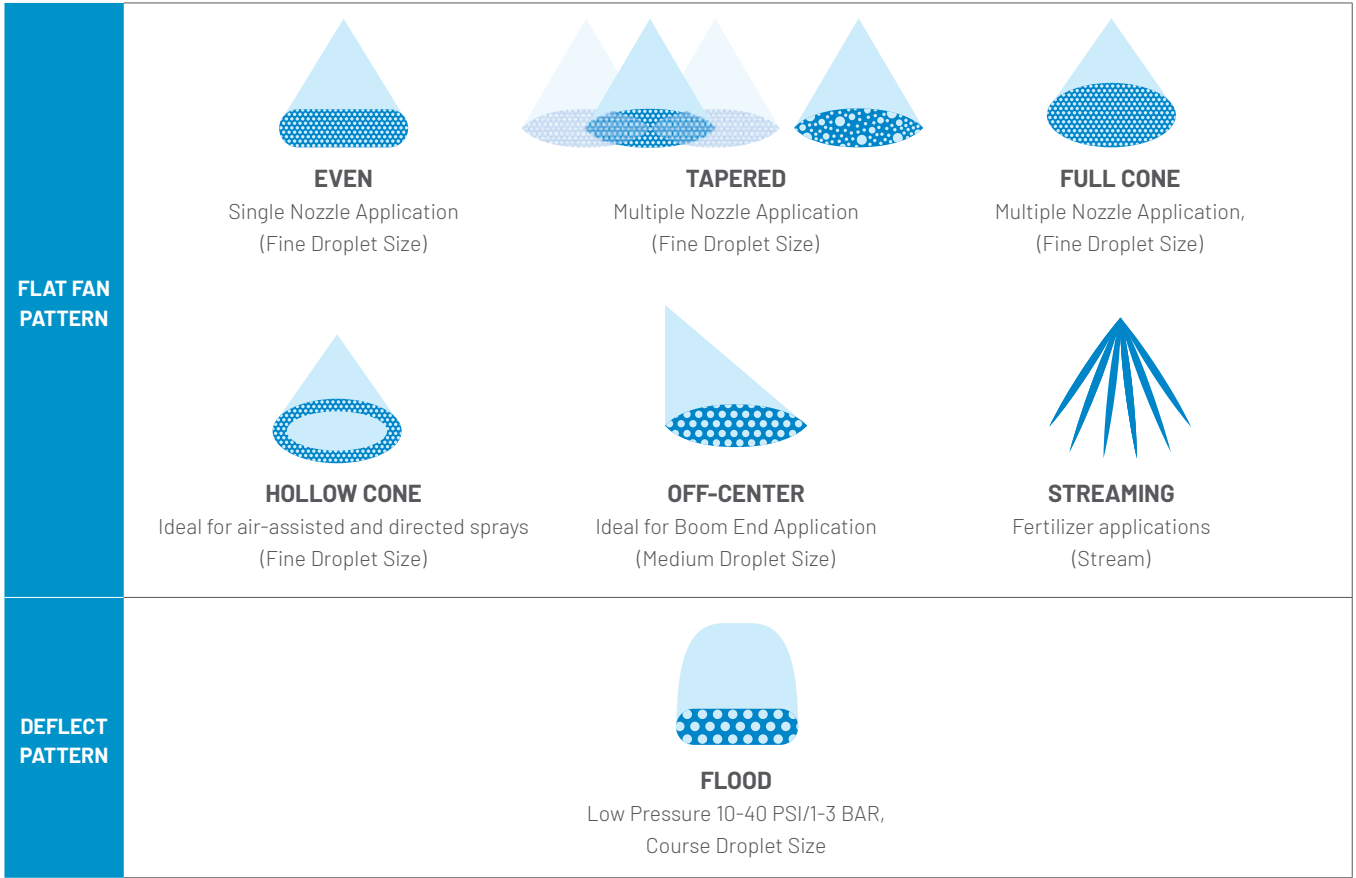 FLAT FAN
PATTERN
EVEN
Single Nozzle Application
(Fine Droplet Size)
TAPERED
Multiple Nozzle Application
(Fine Droplet Size)
FULL CONE
Multiple Nozzle Application,
(Fine Droplet Size)
HOLLOW CONE
Ideal for air-assisted and directed sprays
(Fine Droplet Size)
OFF-CENTER
Ideal for Boom End Application
(Medium Droplet Size)
STREAMING
Fertilizer applications
(Stream)
DEFLECT
PATTERN
FLOOD
Low Pressure 10-40 PSI/1-3 BAR,
Course Droplet Size